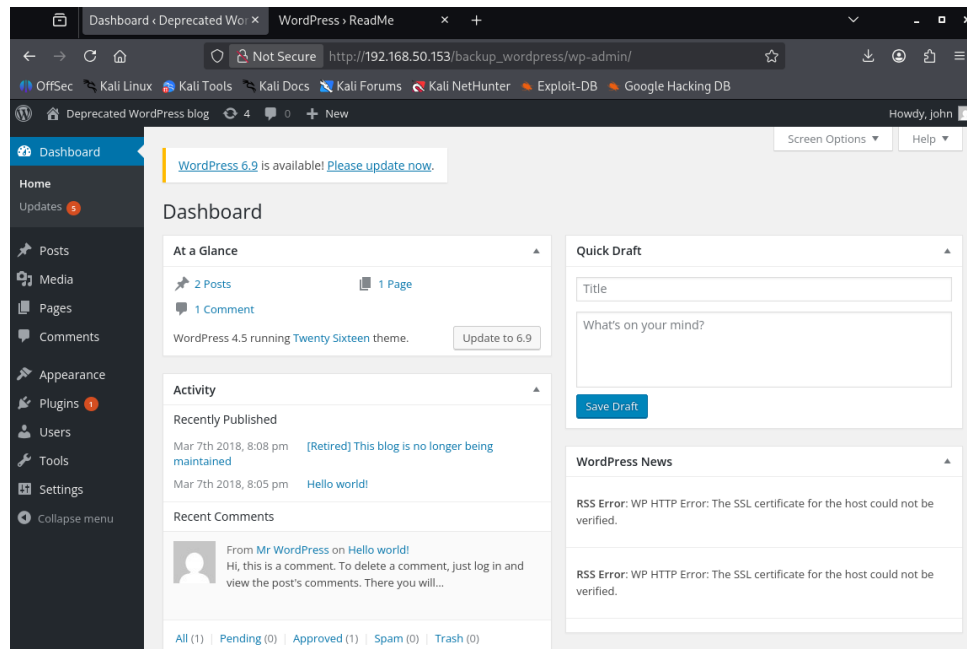 Dashboard ‹ Deprecated Wor ×
WordPress › ReadMe ×
Not Secure http://192.168.50.153/backup_wordpress/wp-admin/
OffSec Kali Linux Kali Tools Kali Docs Kali Forums Kali NetHunter Exploit-DB Google Hacking DB
Deprecated WordPress blog 4 0 + New Howdy, john
Screen Options ▼ Help ▼
Dashboard
Home
Updates 5
Posts
Media
Pages
Comments
Appearance
Plugins 1
Users
Tools
Settings
Collapse menu
WordPress 6.9 is available! Please update now.
Dashboard
At a Glance
2 Posts 1 Page
1 Comment
WordPress 4.5 running Twenty Sixteen theme. Update to 6.9
Activity
Recently Published
Mar 7th 2018, 8:08 pm [Retired] This blog is no longer being
maintained
Mar 7th 2018, 8:05 pm Hello world!
Recent Comments
From Mr WordPress on Hello world!
Hi, this is a comment. To delete a comment, just log in and
view the post's comments. There you will...
All (1) | Pending (0) | Approved (1) | Spam (0) | Trash (0)
Quick Draft
Title
What's on your mind?
Save Draft
WordPress News
RSS Error: WP HTTP Error: The SSL certificate for the host could not be
verified.
RSS Error: WP HTTP Error: The SSL certificate for the host could not be
verified.